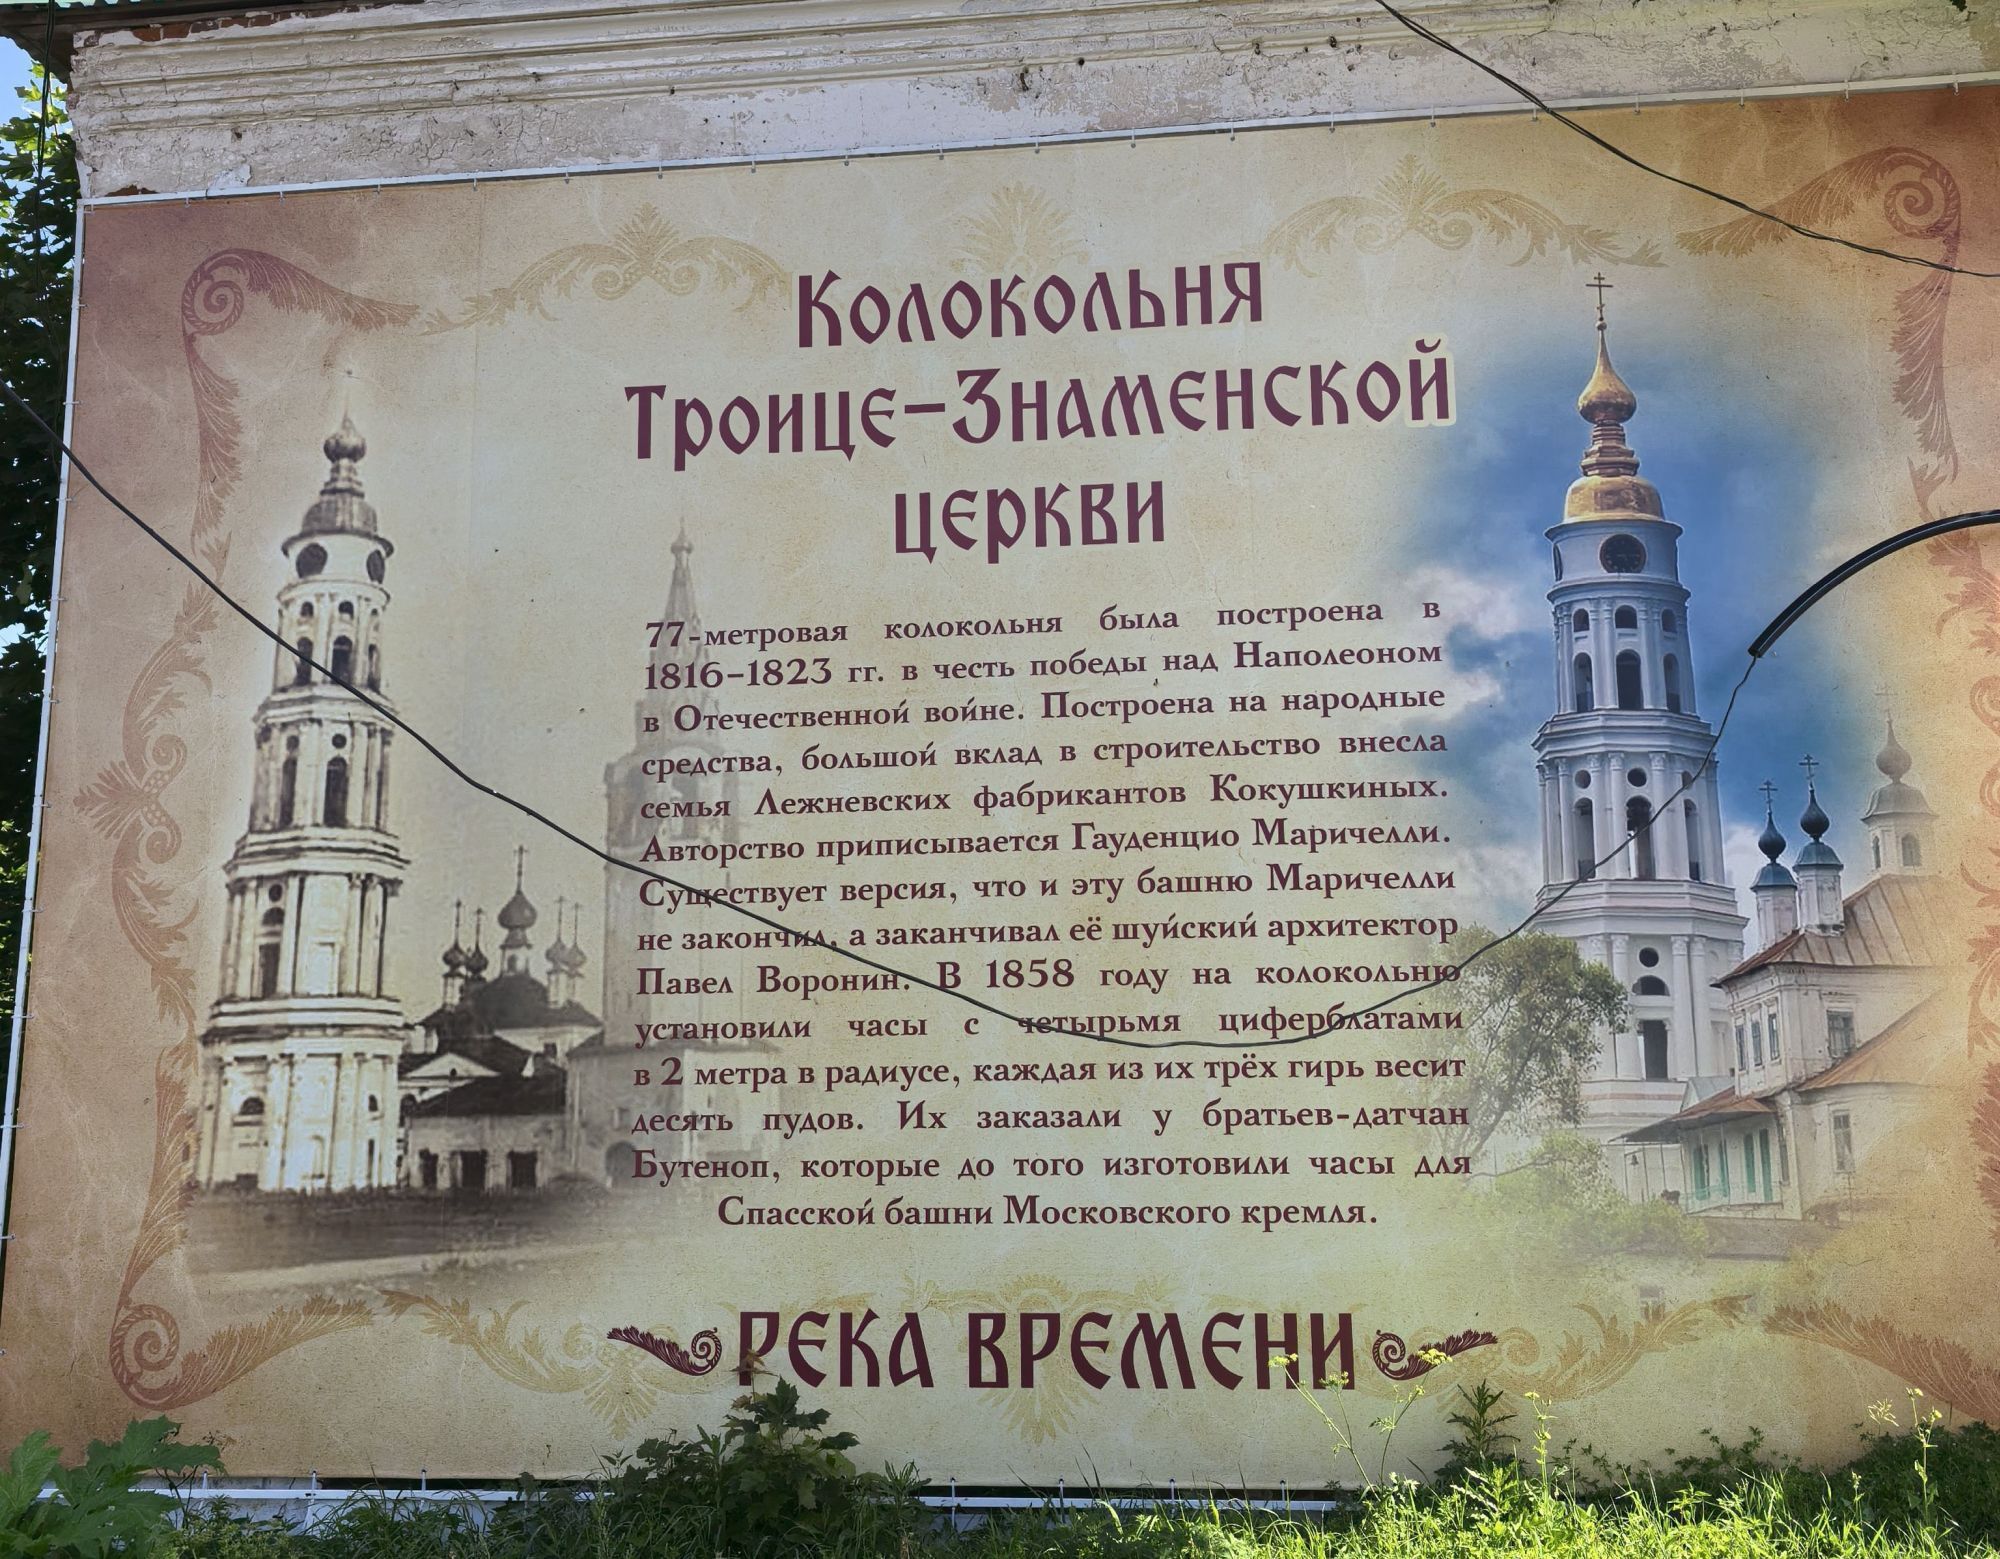 Колокольня
Троице-Знаменской
церкви
77-метровая колокольня была построена в
1816–1823 гг. в честь победы над Наполеоном
в Отечественной войне. Построена на народные
средства, большой вклад в строительство внесла
семья Лежневских фабрикантов Кокушкиных.
Авторство приписывается Гауденцио Маричелли.
Существует версия, что и эту башню Маричелли
не закончил, а заканчивал её шуйский архитектор
Павел Воронин. В 1858 году на колокольню
установили часы с четырьмя циферблатами
в 2 метра в радиусе, каждая из их трёх гирь весит
десять пудов. Их заказали у братьев-датчан
Бутеноп, которые до того изготовили часы для
Спасской башни Московского кремля.
РЕКА ВРЕМЕНИ